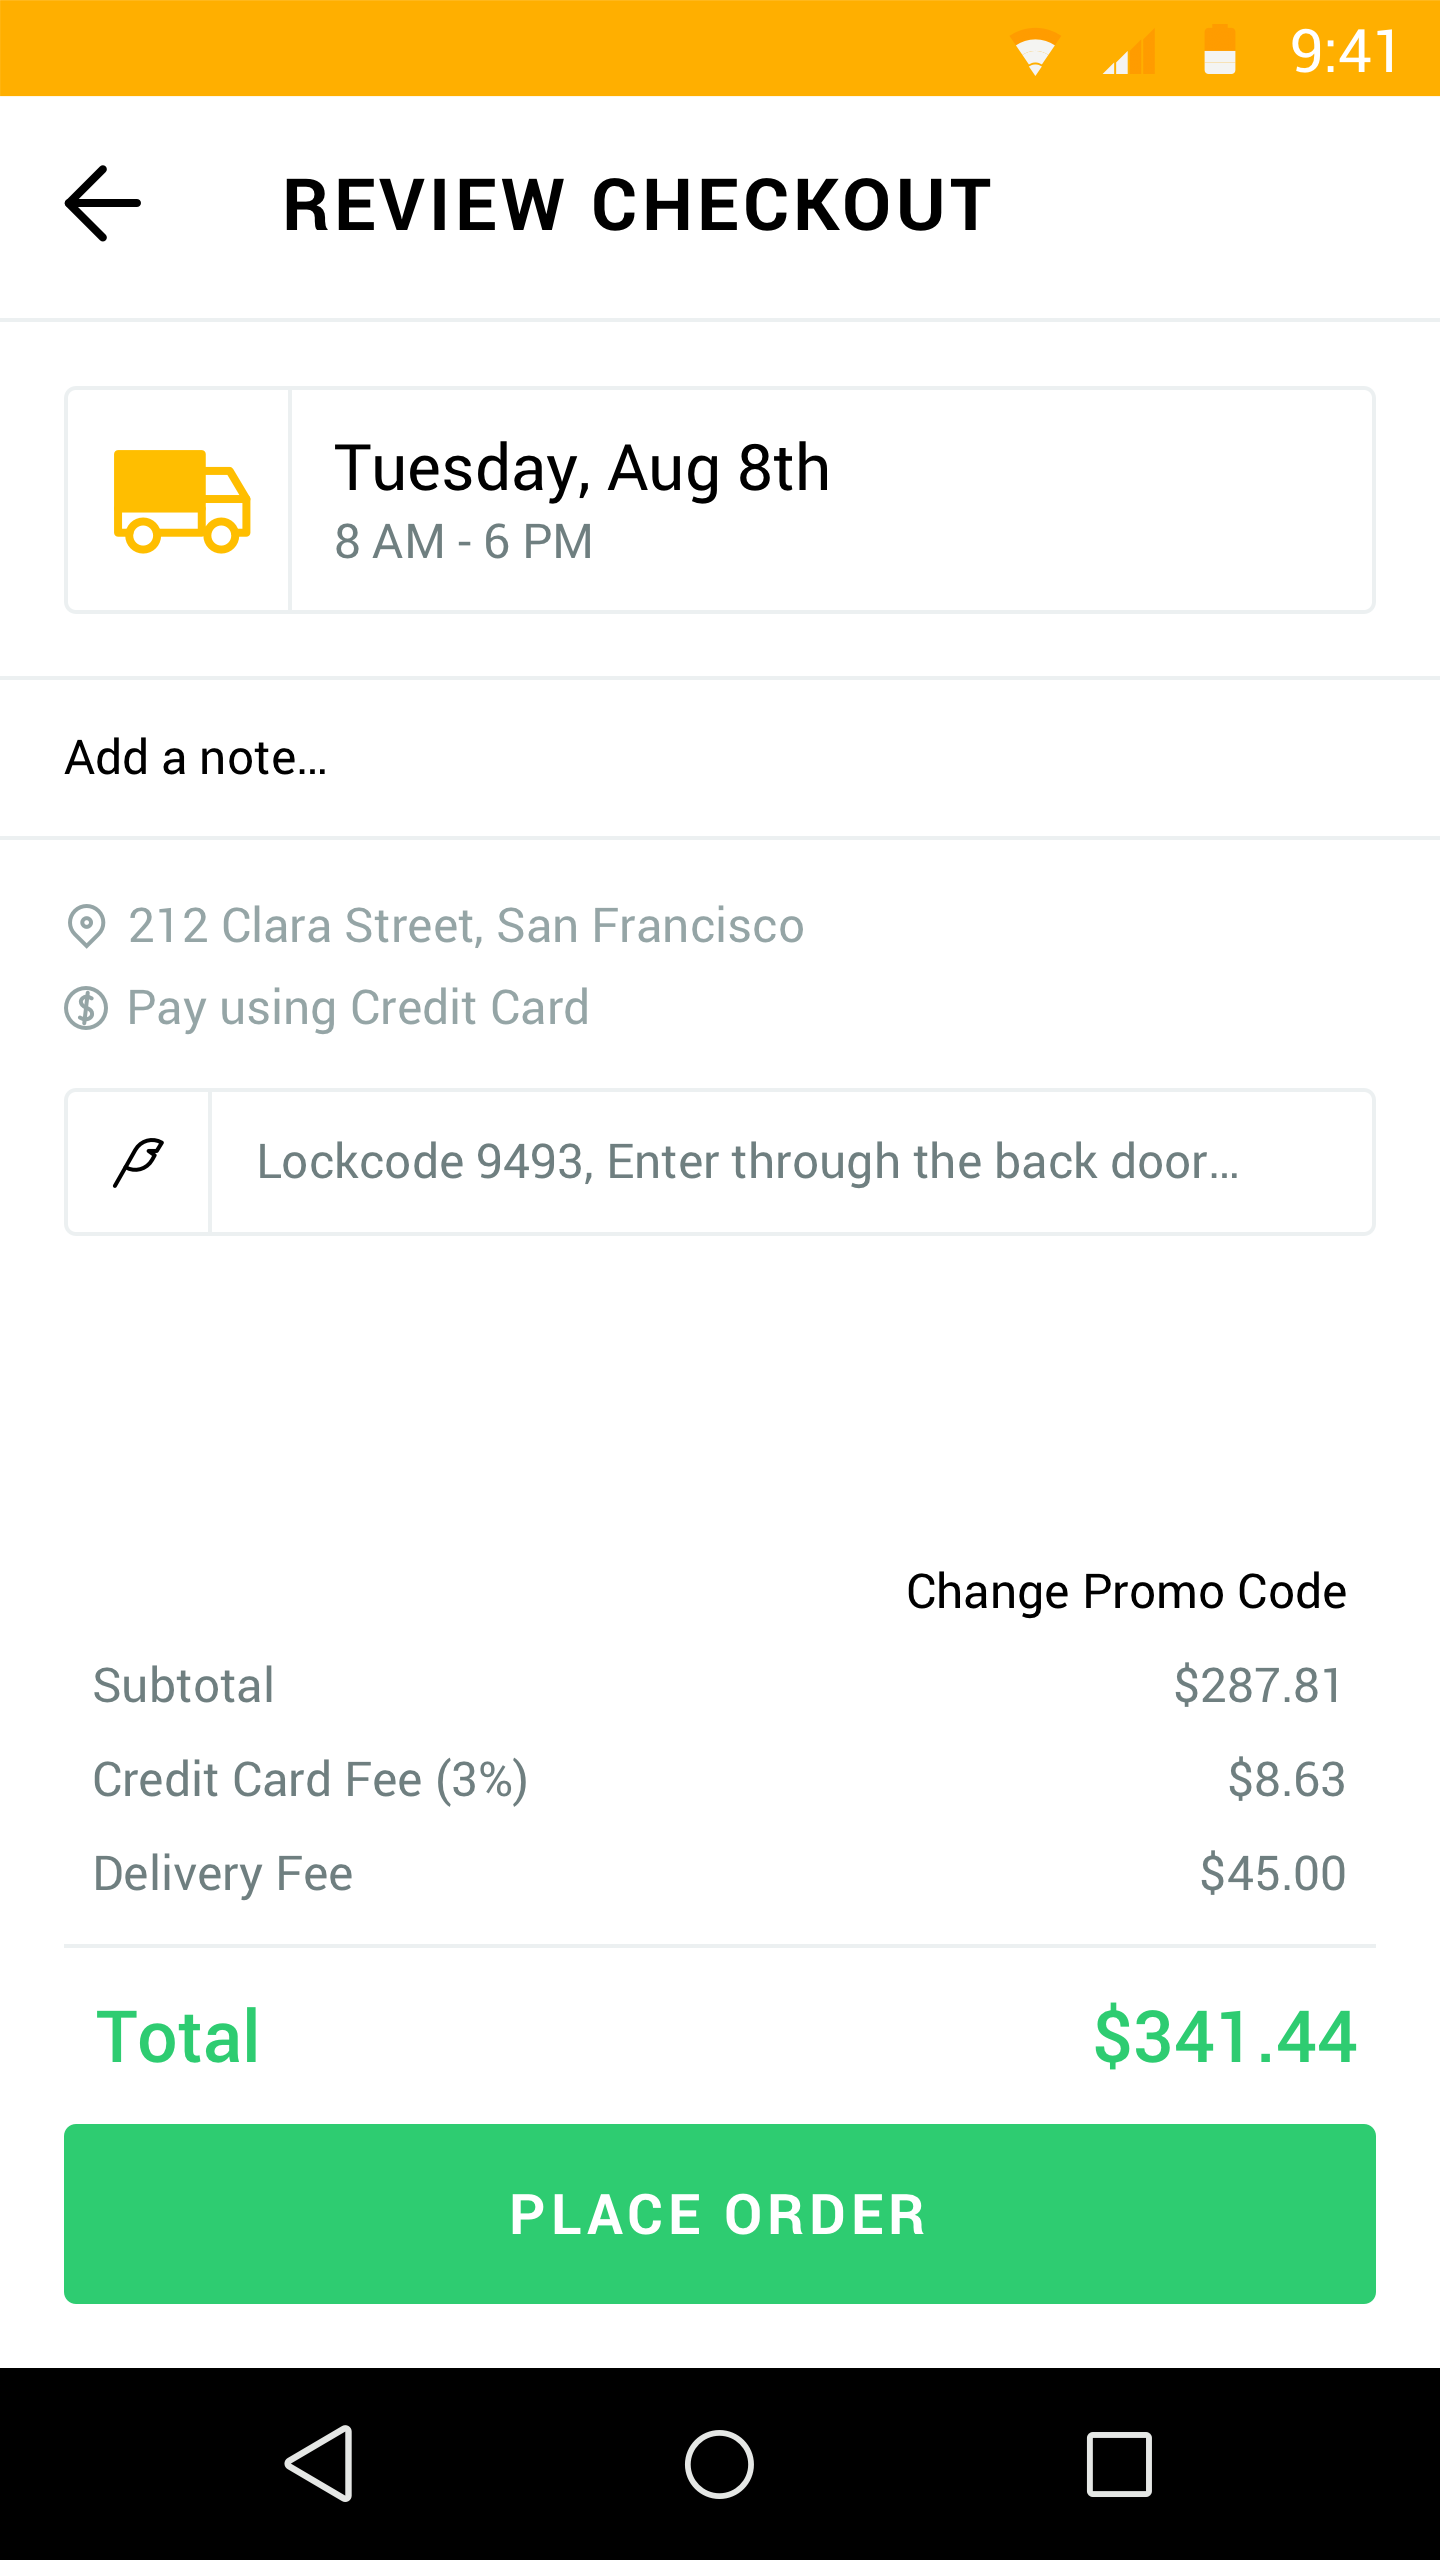 9:41
REVIEW CHECKOUT
Tuesday, Aug 8th
8 AM - 6 PM
Add a note...
212 Clara Street, San Francisco
Pay using Credit Card
Lockcode 9493, Enter through the back door...
Change Promo Code
Subtotal $287.81
Credit Card Fee (3%) $8.63
Delivery Fee $45.00
Total $341.44
PLACE ORDER